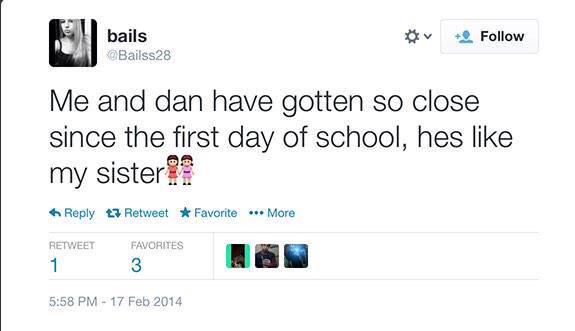 bails
@Bailss28
Follow
Me and dan have gotten so close
since the first day of school, hes like
my sister👭
Reply Retweet Favorite More
RETWEET FAVORITES
1 3
5:58 PM - 17 Feb 2014